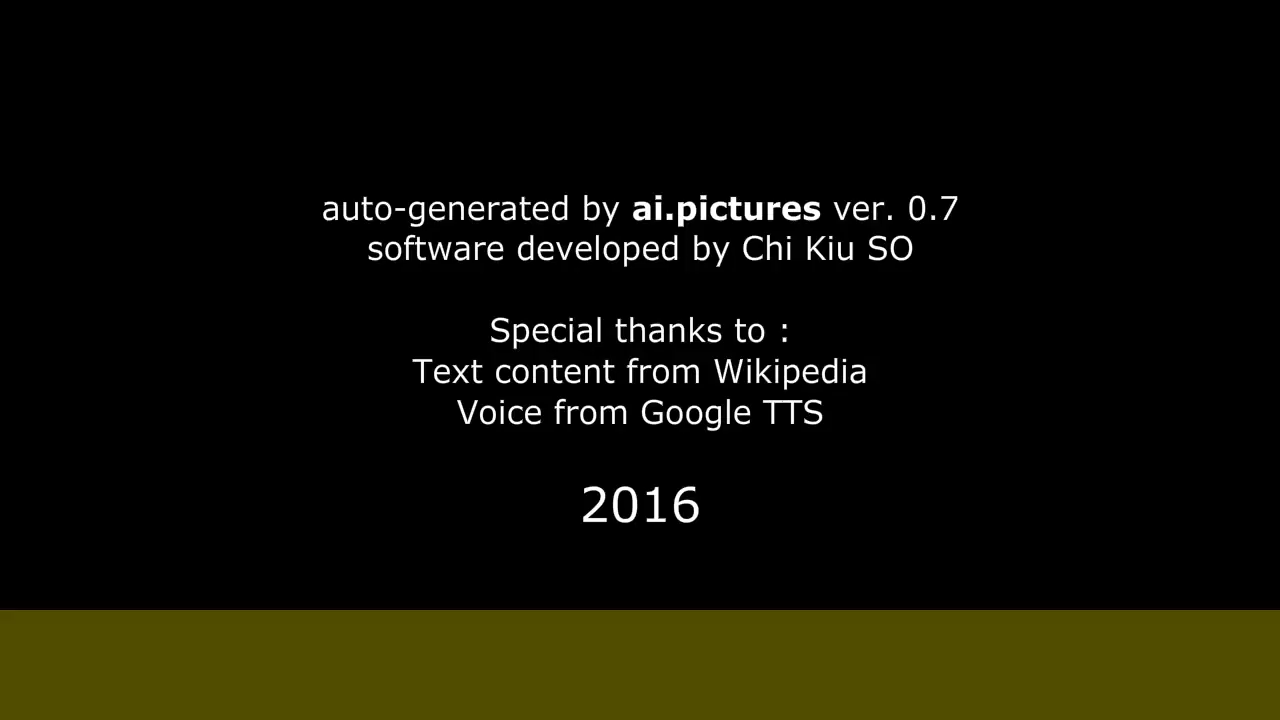 auto-generated by ai.pictures ver. 0.7
software developed by Chi Kiu SO
Special thanks to :
Text content from Wikipedia
Voice from Google TTS
2016